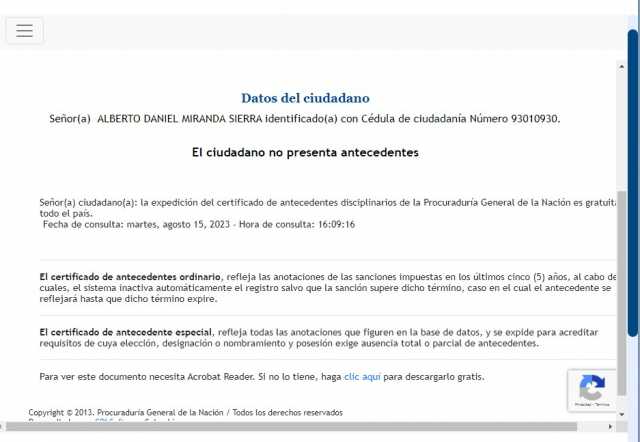 Datos del ciudadano
Señor(a) ALBERTO DANIEL MIRANDA SIERRA identificado(a) con Cédula de ciudadanía Número 93010930.
El ciudadano no presenta antecedentes
Señor(a) ciudadano(a): la expedición del certificado de antecedentes disciplinarios de la Procuraduría General de la Nación es gratuita
todo el país.
Fecha de consulta: martes, agosto 15, 2023 - Hora de consulta: 16:09:16
El certificado de antecedentes ordinario, refleja las anotaciones de las sanciones impuestas en los últimos cinco (5) años, al cabo de
cuales, el sistema inactiva automáticamente el registro salvo que la sanción supere dicho término, caso en el cual el antecedente se
reflejará hasta que dicho término expire.
El certificado de antecedente especial, refleja todas las anotaciones que figuren en la base de datos, y se expide para acreditar
requisitos de cuya elección, designación o nombramiento y posesión exige ausencia total o parcial de antecedentes.
Para ver este documento necesita Acrobat Reader. Si no lo tiene, haga clic aquí para descargarlo gratis.
Privacidad - Términos
Copyright © 2013. Procuraduría General de la Nación / Todos los derechos reservados